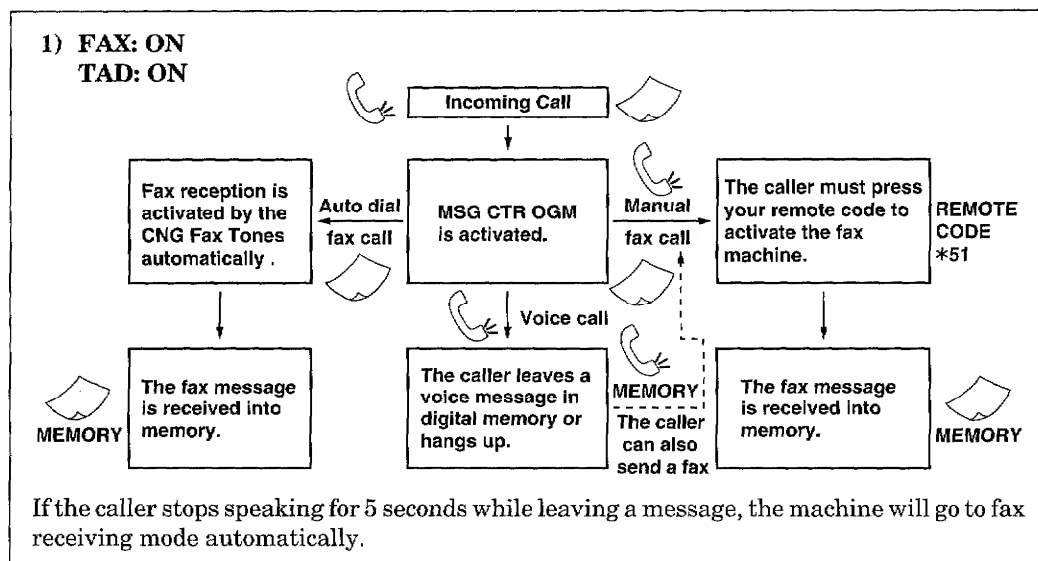 1) FAX: ON
TAD: ON
Incoming Call
Fax reception is
activated by the
CNG Fax Tones
automatically .
Auto dial
fax call
MSG CTR OGM
is activated.
Manual
fax call
The caller must press
your remote code to
activate the fax
machine.
REMOTE
CODE
*51
Voice call
The fax message
is received into
memory.
MEMORY
The caller leaves a
voice message in
digital memory or
hangs up.
MEMORY
The caller
can also
send a fax
The fax message
is received into
memory.
MEMORY
If the caller stops speaking for 5 seconds while leaving a message, the machine will go to fax
receiving mode automatically.